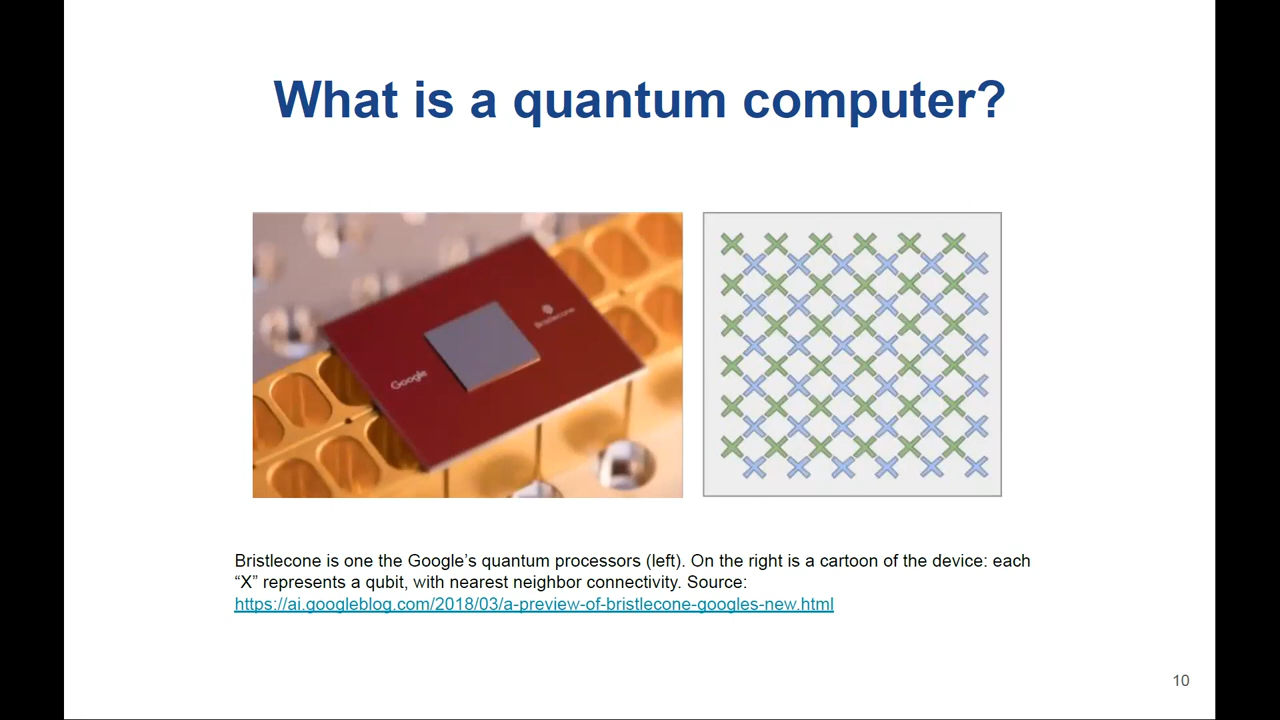 What is a quantum computer?
Google
Bristlecone
Bristlecone is one the Google’s quantum processors (left). On the right is a cartoon of the device: each
“X” represents a qubit, with nearest neighbor connectivity. Source:
https://ai.googleblog.com/2018/03/a-preview-of-bristlecone-googles-new.html
10